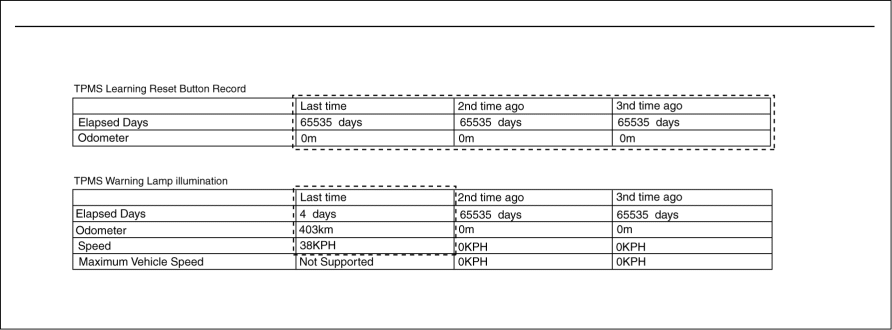 TPMS Learning Reset Button Record
Last time 2nd time ago 3nd time ago
Elapsed Days 65535 days 65535 days 65535 days
Odometer 0m 0m 0m
TPMS Warning Lamp illumination
Last time 2nd time ago 3nd time ago
Elapsed Days 4 days 65535 days 65535 days
Odometer 403km 0m 0m
Speed 38KPH 0KPH 0KPH
Maximum Vehicle Speed Not Supported 0KPH 0KPH